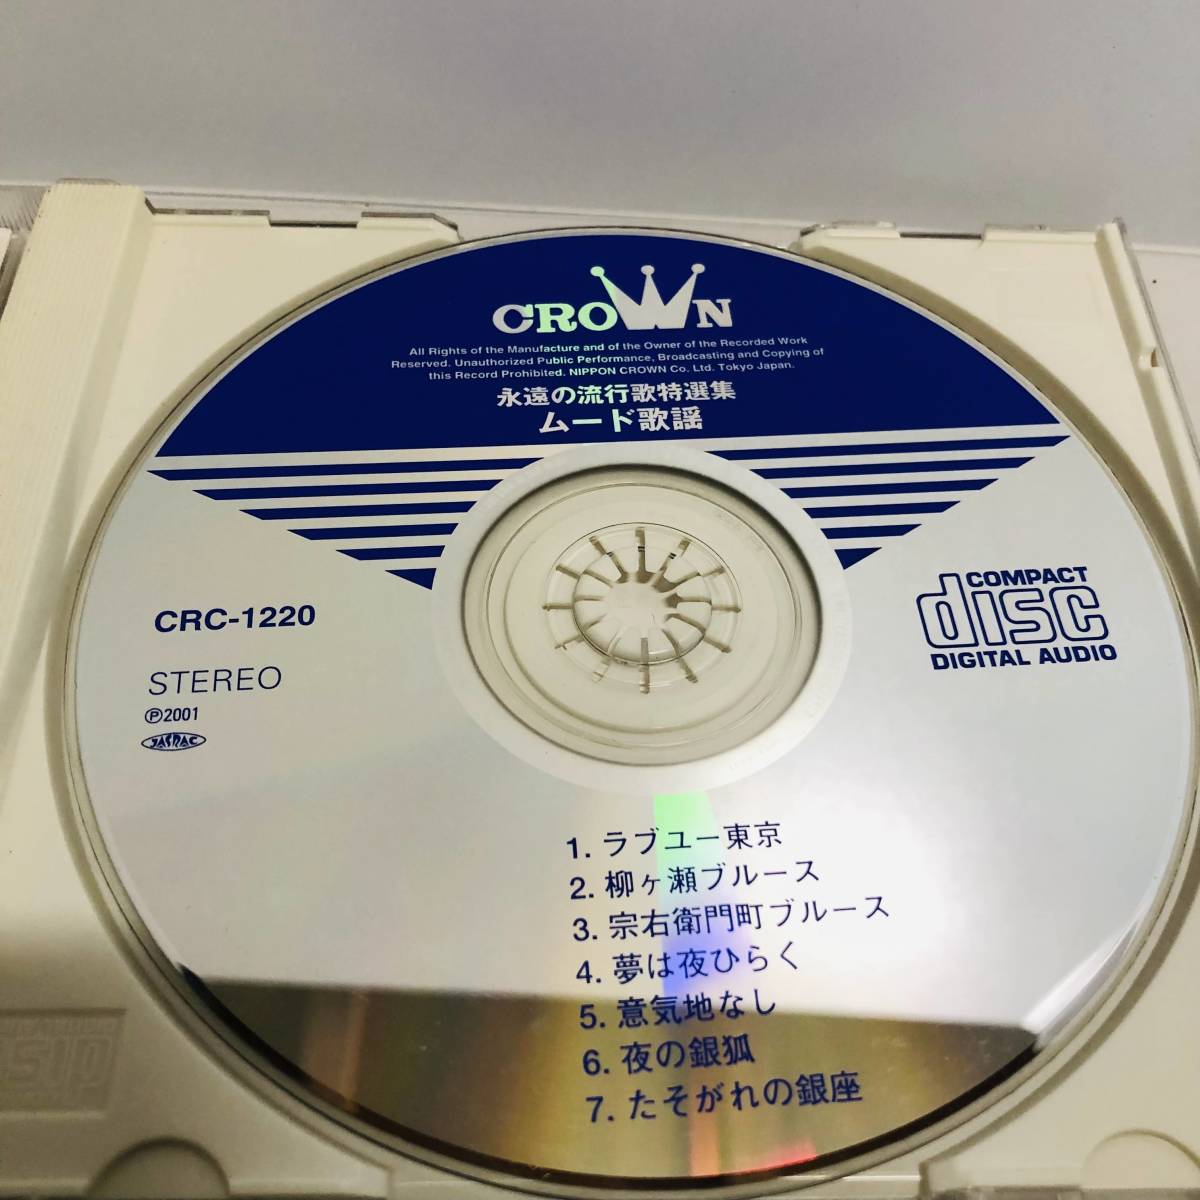 CROWN
All Rights of the Manufacture and of the Owner of the Recorded Work
Reserved. Unauthorized Public Performance, Broadcasting and Copying of
this Record Prohibited. NIPPON CROWN Co. Ltd. Tokyo Japan.
永遠の流行歌特選集
ムード歌謡
CRC-1220
STEREO
Ⓟ2001
JASRAC
COMPACT
disc
DIGITAL AUDIO
1. ラブユー東京
2. 柳ヶ瀬ブルース
3. 宗右衛門町ブルース
4. 夢は夜ひらく
5. 意気地なし
6. 夜の銀狐
7. たそがれの銀座